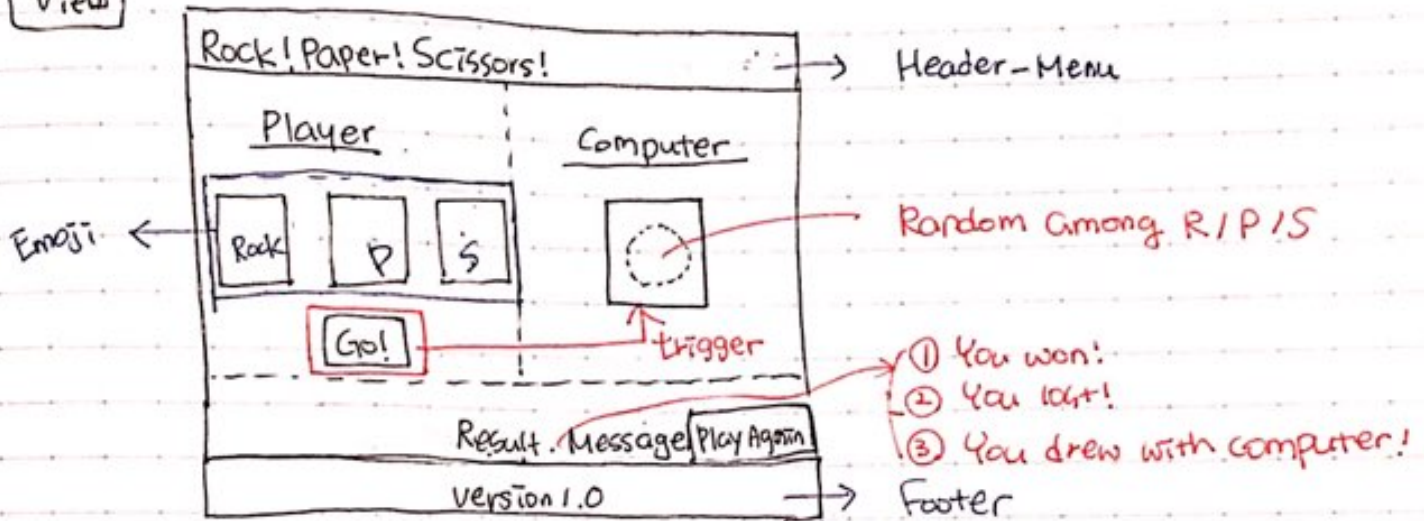 View
Rock! Paper! Scissors!
Header-Menu
Player
Computer
Emoji
Rock
P
S
Random among R/P/S
Go!
trigger
① You won!
② You lost!
③ You drew with computer!
Result. Message
Play Again
Version 1.0
Footer